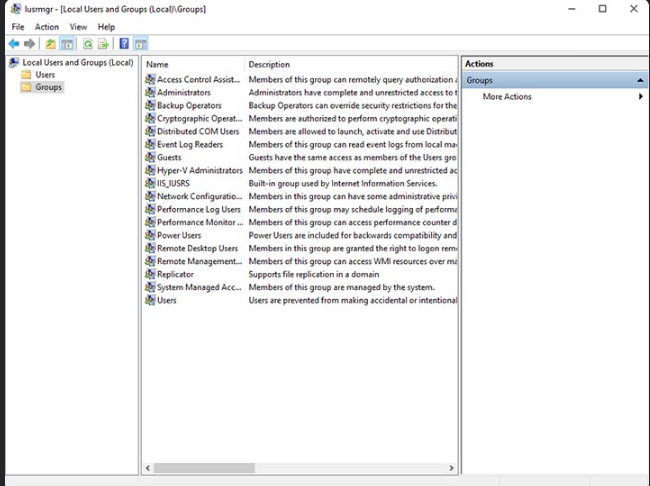 lusrmgr - [Local Users and Groups (Local)\Groups]
File Action View Help
Local Users and Groups (Local)
Users
Groups
Name Description
Access Control Assist... Members of this group can remotely query authorization a
Administrators Administrators have complete and unrestricted access to t
Backup Operators Backup Operators can override security restrictions for the
Cryptographic Operat... Members are authorized to perform cryptographic operati
Distributed COM Users Members are allowed to launch, activate and use Distribut
Event Log Readers Members of this group can read event logs from local ma
Guests Guests have the same access as members of the Users gro
Hyper-V Administrators Members of this group have complete and unrestricted ac
IIS_IUSRS Built-in group used by Internet Information Services.
Network Configuratio... Members in this group can have some administrative privi
Performance Log Users Members of this group may schedule logging of performa
Performance Monitor ... Members of this group can access performance counter d
Power Users Power Users are included for backwards compatibility and
Remote Desktop Users Members in this group are granted the right to logon rem
Remote Management... Members of this group can access WMI resources over ma
Replicator Supports file replication in a domain
System Managed Acc... Members of this group are managed by the system.
Users Users are prevented from making accidental or intentional
Actions
Groups
More Actions